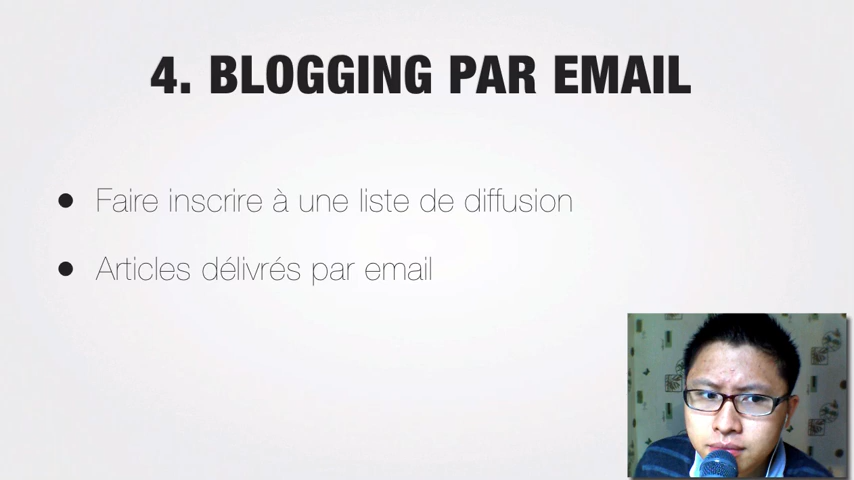 4. BLOGGING PAR EMAIL
Faire inscrire à une liste de diffusion
Articles délivrés par email